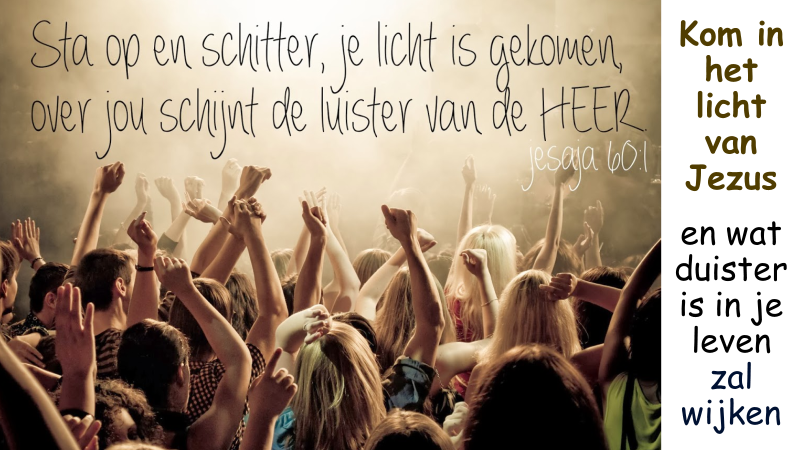 Sta op en schitter, je licht is gekomen,
over jou schijnt de luister van de HEER.
jesaja 60:1
Kom in
het
licht
van
Jezus
en wat
duister
is in je
leven
zal
wijken